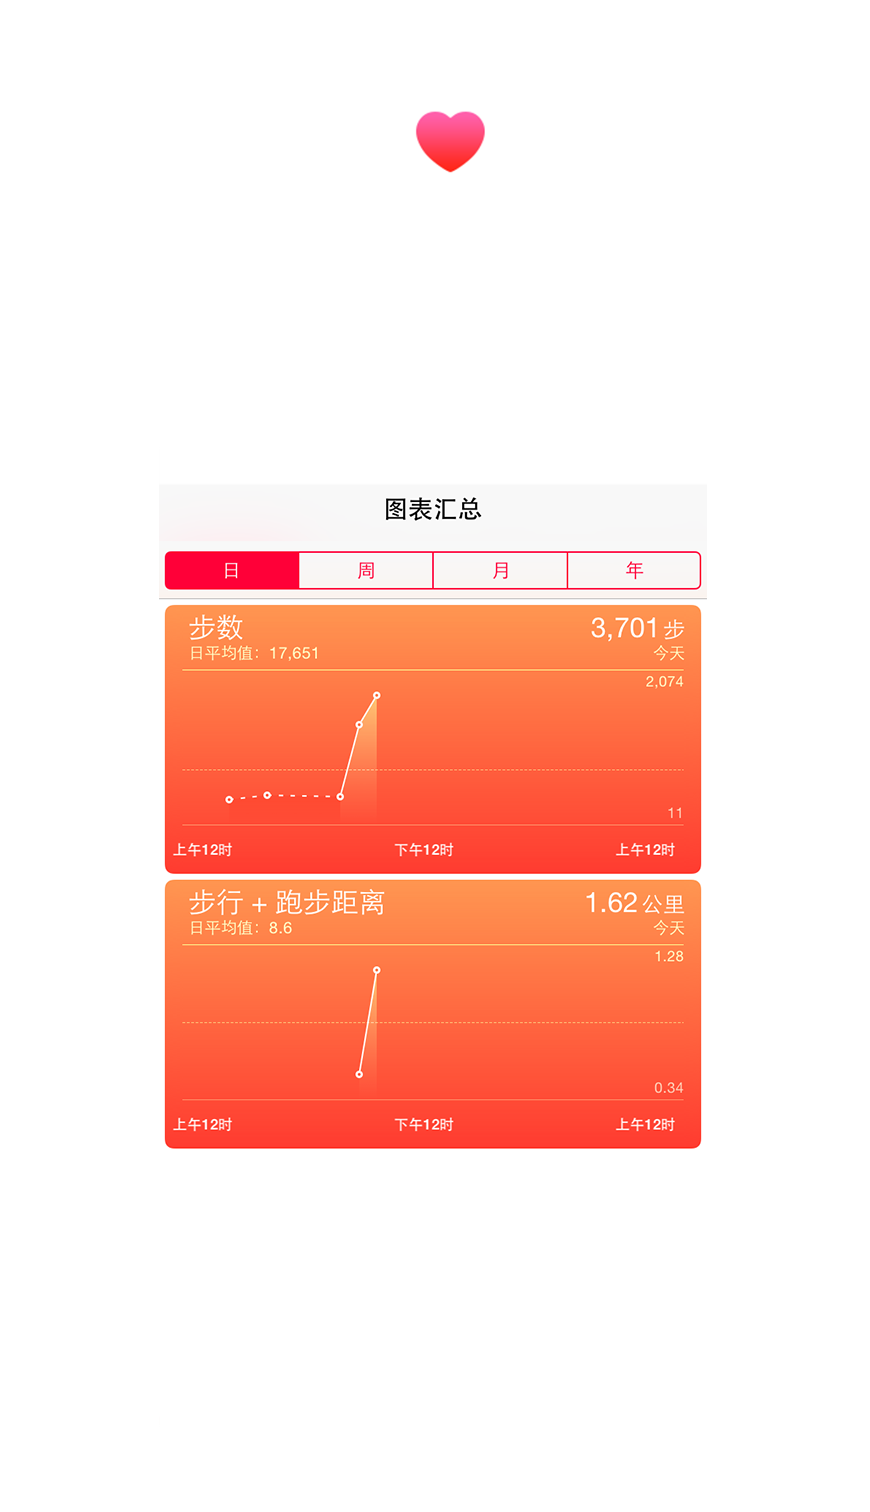 图表汇总
日 周 月 年
步数 3,701 步
日平均值：17,651 今天
2,074
11
上午12时 下午12时 上午12时
步行 + 跑步距离 1.62 公里
日平均值：8.6 今天
1.28
0.34
上午12时 下午12时 上午12时